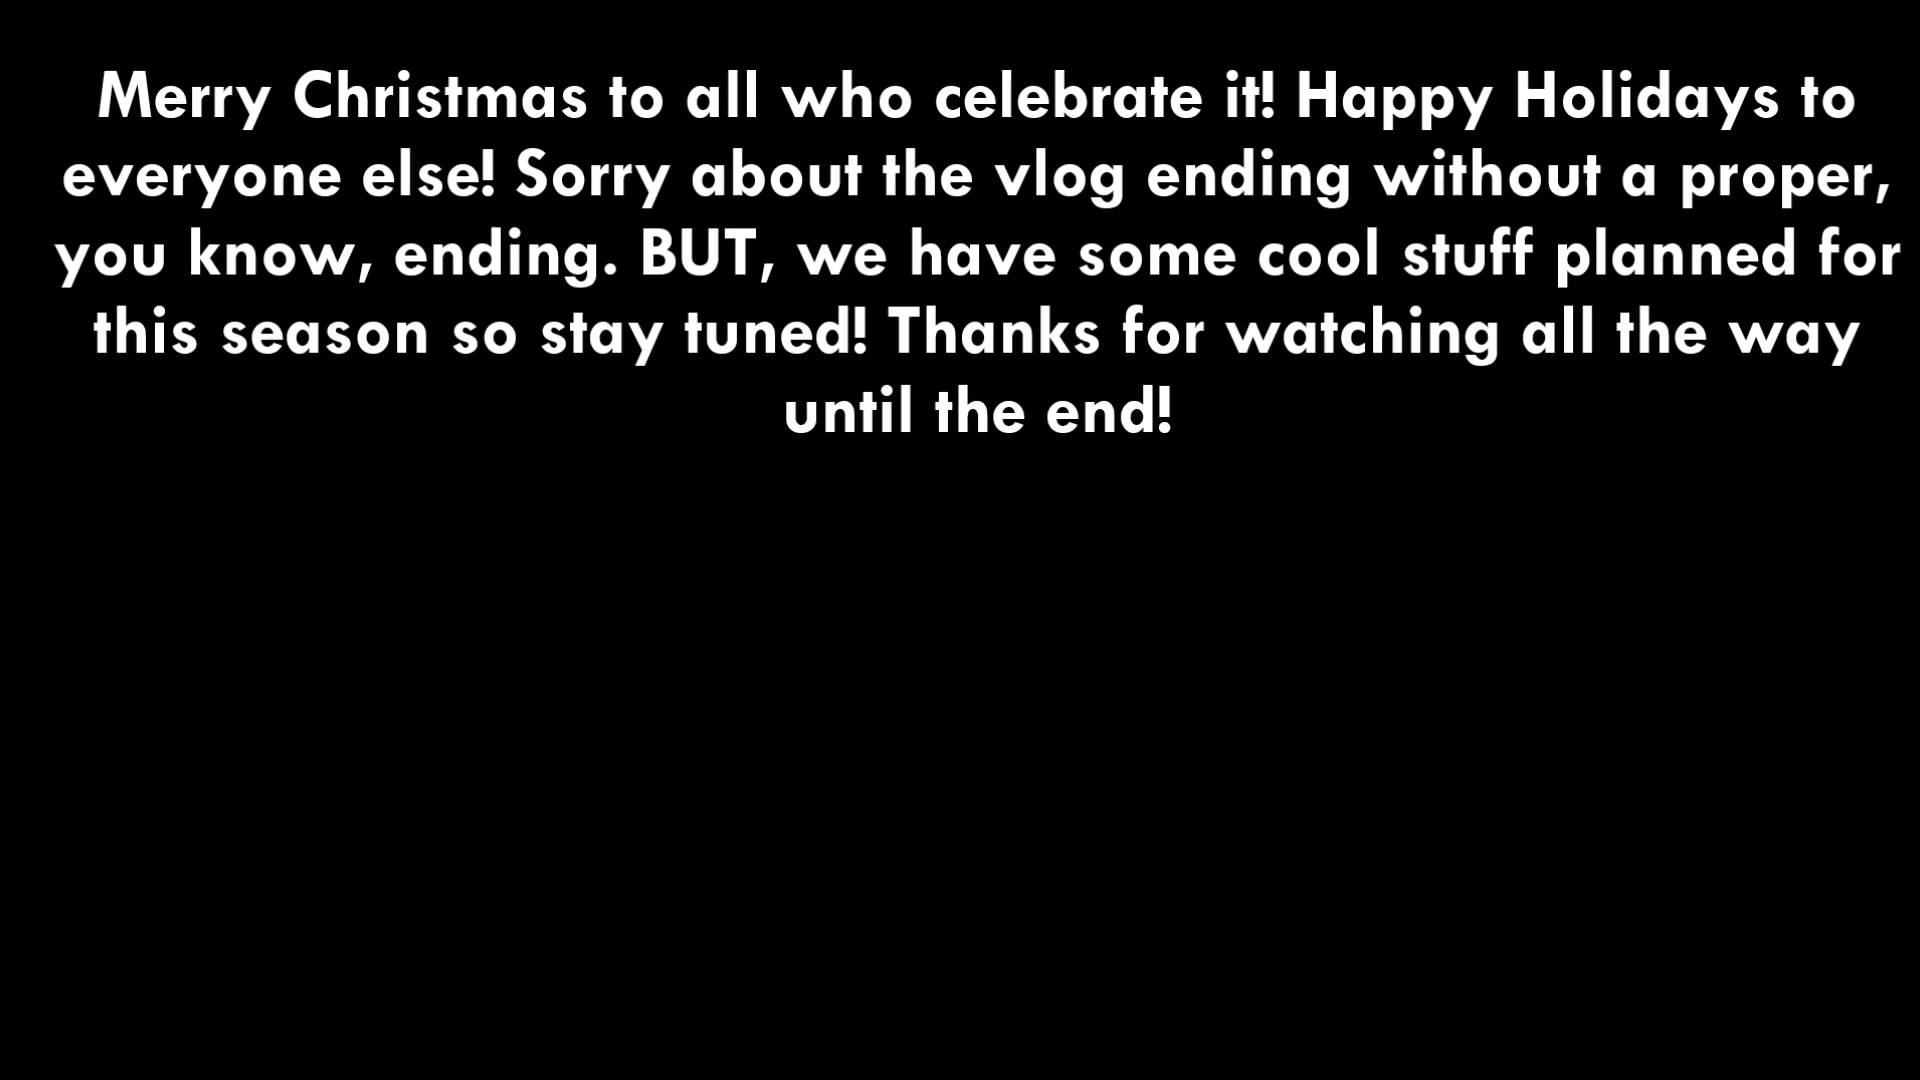 Merry Christmas to all who celebrate it! Happy Holidays to
everyone else! Sorry about the vlog ending without a proper,
you know, ending. BUT, we have some cool stuff planned for
this season so stay tuned! Thanks for watching all the way
until the end!